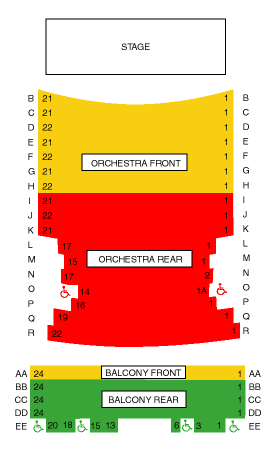 STAGE
B 21 1 B
C 21 1 C
D 22 1 D
E 21 1 E
F 22 1 F
ORCHESTRA FRONT
G 21 1 G
H 22 1 H
I 21 1 I
J 22 1 J
K 21 1 K
L 17 1 L
M 15 1 M
ORCHESTRA REAR
N 17 2 N
O 14 1A O
P 16 1 P
Q 19 1 Q
R 22 1 R
AA 24 BALCONY FRONT 1 AA
BB 24 1 BB
CC 24 BALCONY REAR 1 CC
DD 24 1 DD
EE 20 18 15 13 6 3 1 EE